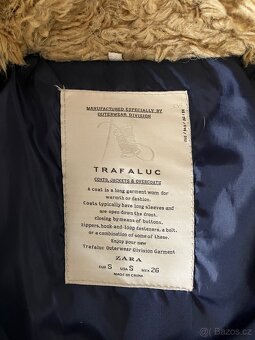 MANUFACTURED ESPECIALLY BY
OUTERWEAR DIVISION
TRAFALUC
COATS, JACKETS & OVERCOATS
A coat is a long garment worn for
warmth or fashion.
Coats typically have long sleeves and
are open down the front,
closing by means of buttons,
zippers, hook-and-loop fasteners, a belt,
or a combination of some of these.
Enjoy your new
Trafaluc Outerwear Division Garment
ZARA
EUR S USA S MEX 26
MADE IN CHINA
sbazar.cz